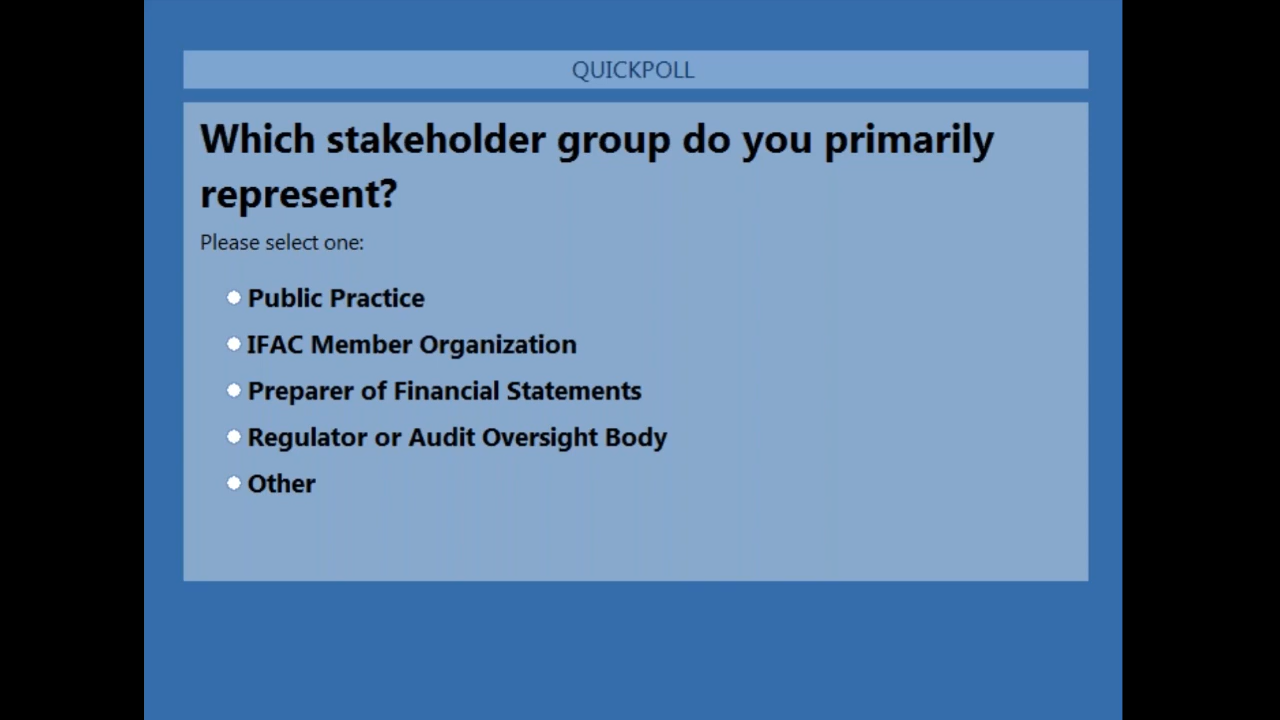 QUICKPOLL
Which stakeholder group do you primarily
represent?
Please select one:
Public Practice
IFAC Member Organization
Preparer of Financial Statements
Regulator or Audit Oversight Body
Other